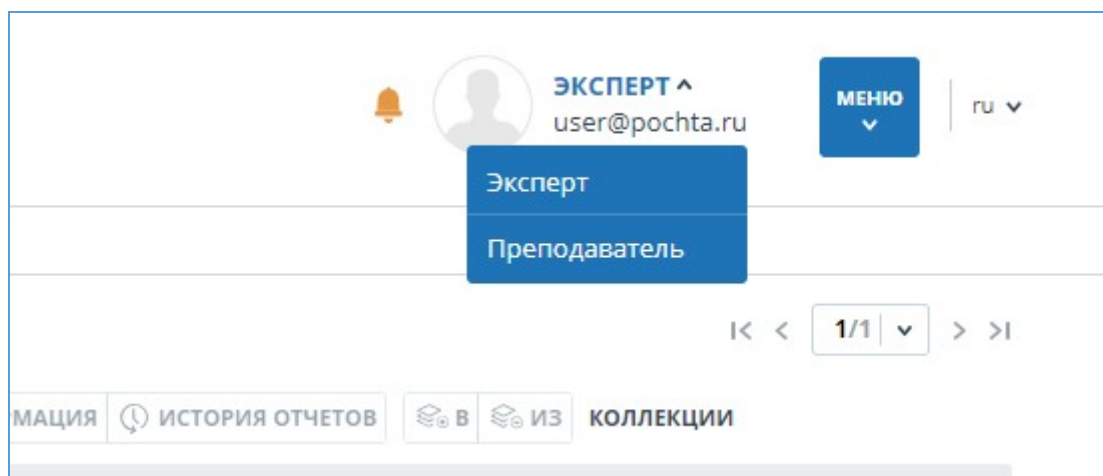 ЭКСПЕРТ
user@pochta.ru
МЕНЮ
ru
Эксперт
Преподаватель
1/1
МАЦИЯ ИСТОРИЯ ОТЧЕТОВ В ИЗ КОЛЛЕКЦИИ